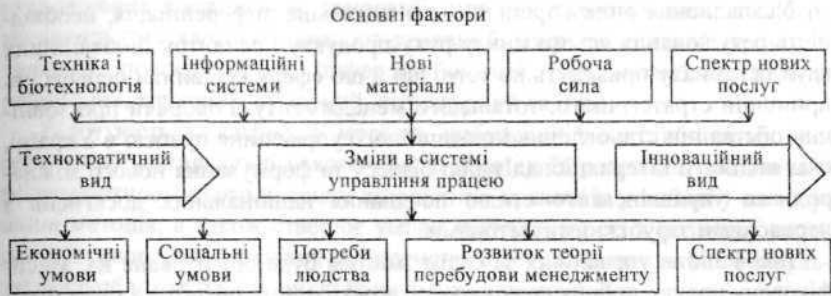 Основні фактори
Техніка і біотехнологія
Інформаційні системи
Нові матеріали
Робоча сила
Спектр нових послуг
Технократичний вид
Зміни в системі управління працею
Інноваційний вид
Економічні умови
Соціальні умови
Потреби людства
Розвиток теорії перебудови менеджменту
Спектр нових послуг